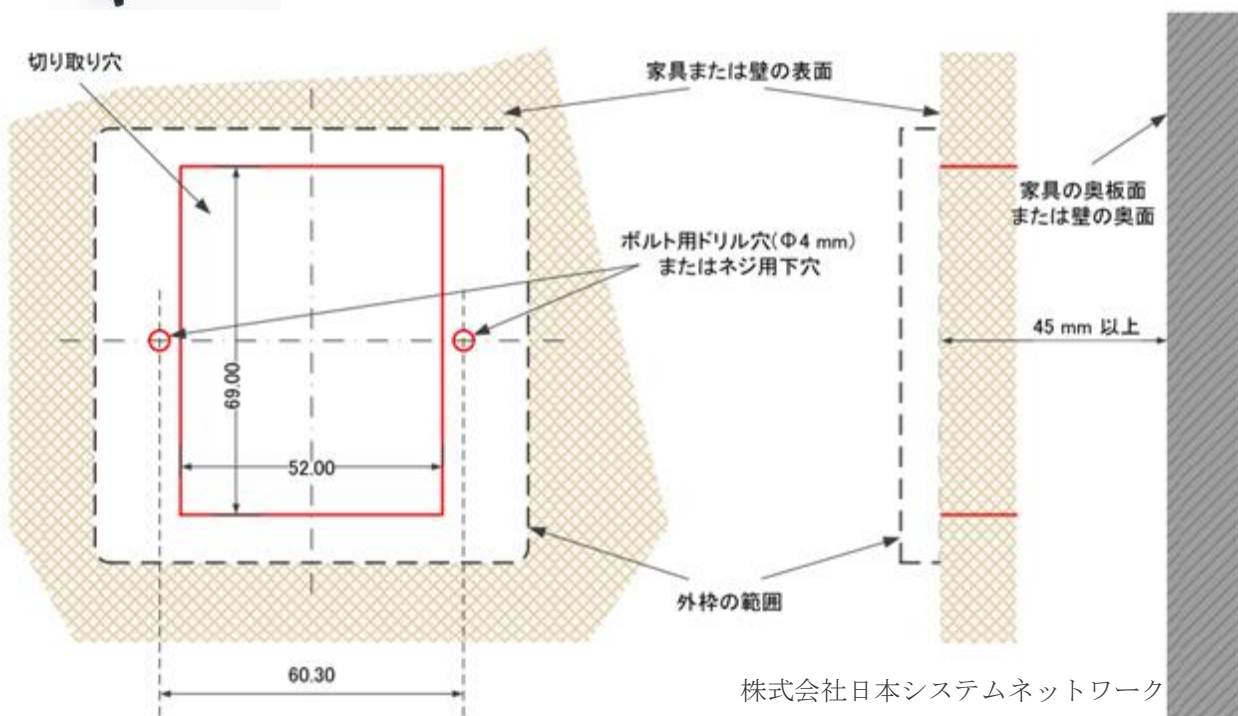 切り取り穴
家具または壁の表面
家具の奥板面
または壁の奥面
ボルト用ドリル穴(Φ4 mm)
またはネジ用下穴
45 mm 以上
69.00
52.00
外枠の範囲
60.30
株式会社日本システムネットワーク